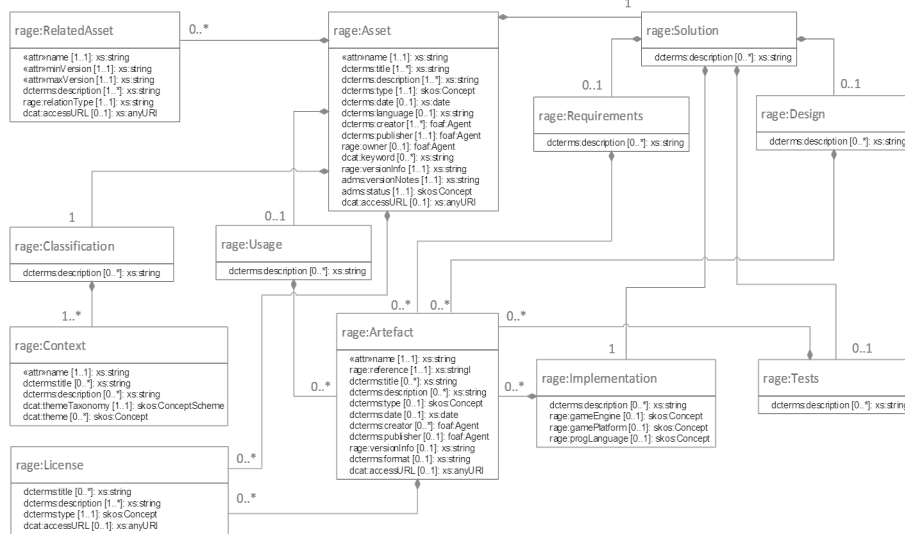 rage:RelatedAsset
«attr»name [1..1]: xs:string
«attr»minVersion [1..1]: xs:string
«attr»maxVersion [1..1]: xs:string
dcterms:description [1..*]: xs:string
rage:relationType [1..1]: xs:string
dcat:accessURL [0..1]: xs:anyURI
0..*
rage:Asset
«attr»name [1..1]: xs:string
dcterms:title [0..*]: xs:string
dcterms:description [1..*]: xs:string
dcterms:type [1..1]: skos:Concept
dcterms:date [0..1]: xs:date
dcterms:language [0..1]: xs:string
dcterms:creator [1..*]: foaf:Agent
dcterms:publisher [1..1]: foaf:Agent
rage:owner [0..1]: foaf:Agent
dcat:keyword [0..*]: xs:string
rage:versionInfo [1..1]: xs:string
adms:versionNotes [1..1]: xs:string
adms:status [1..1]: skos:Concept
dcat:accessURL [0..1]: xs:anyURI
1
rage:Solution
dcterms:description [0..*]: xs:string
0..1
rage:Requirements
dcterms:description [0..*]: xs:string
0..1
rage:Design
dcterms:description [0..*]: xs:string
1
rage:Classification
dcterms:description [0..*]: xs:string
0..1
rage:Usage
dcterms:description [0..*]: xs:string
1..*
rage:Context
«attr»name [1..1]: xs:string
dcterms:title [0..*]: xs:string
dcterms:description [0..*]: xs:string
dcat:themeTaxonomy [1..1]: skos:ConceptScheme
dcat:theme [0..*]: skos:Concept
0..*
0..*
0..*
0..*
0..*
rage:Artefact
«attr»name [1..1]: xs:string
rage:reference [1..1]: xs:stringl
dcterms:title [0..*]: xs:string
dcterms:description [0..*]: xs:string
dcterms:type [0..1]: skos:Concept
dcterms:date [0..1]: xs:date
dcterms:creator [0..*]: foaf:Agent
dcterms:publisher [0..1]: foaf:Agent
rage:versionInfo [0..1]: xs:string
dcterms:format [0..1]: xs:string
dcat:accessURL [0..1]: xs:anyURI
1
rage:Implementation
dcterms:description [0..*]: xs:string
rage:gameEngine [0..1]: skos:Concept
rage:gamePlatform [0..1]: skos:Concept
rage:progLanguage [0..1]: skos:Concept
0..1
rage:Tests
dcterms:description [0..*]: xs:string
rage:License
dcterms:title [0..*]: xs:string
dcterms:description [1..*]: xs:string
dcterms:type [1..1]: skos:Concept
dcat:accessURL [0..1]: xs:anyURI
0..*
0..*